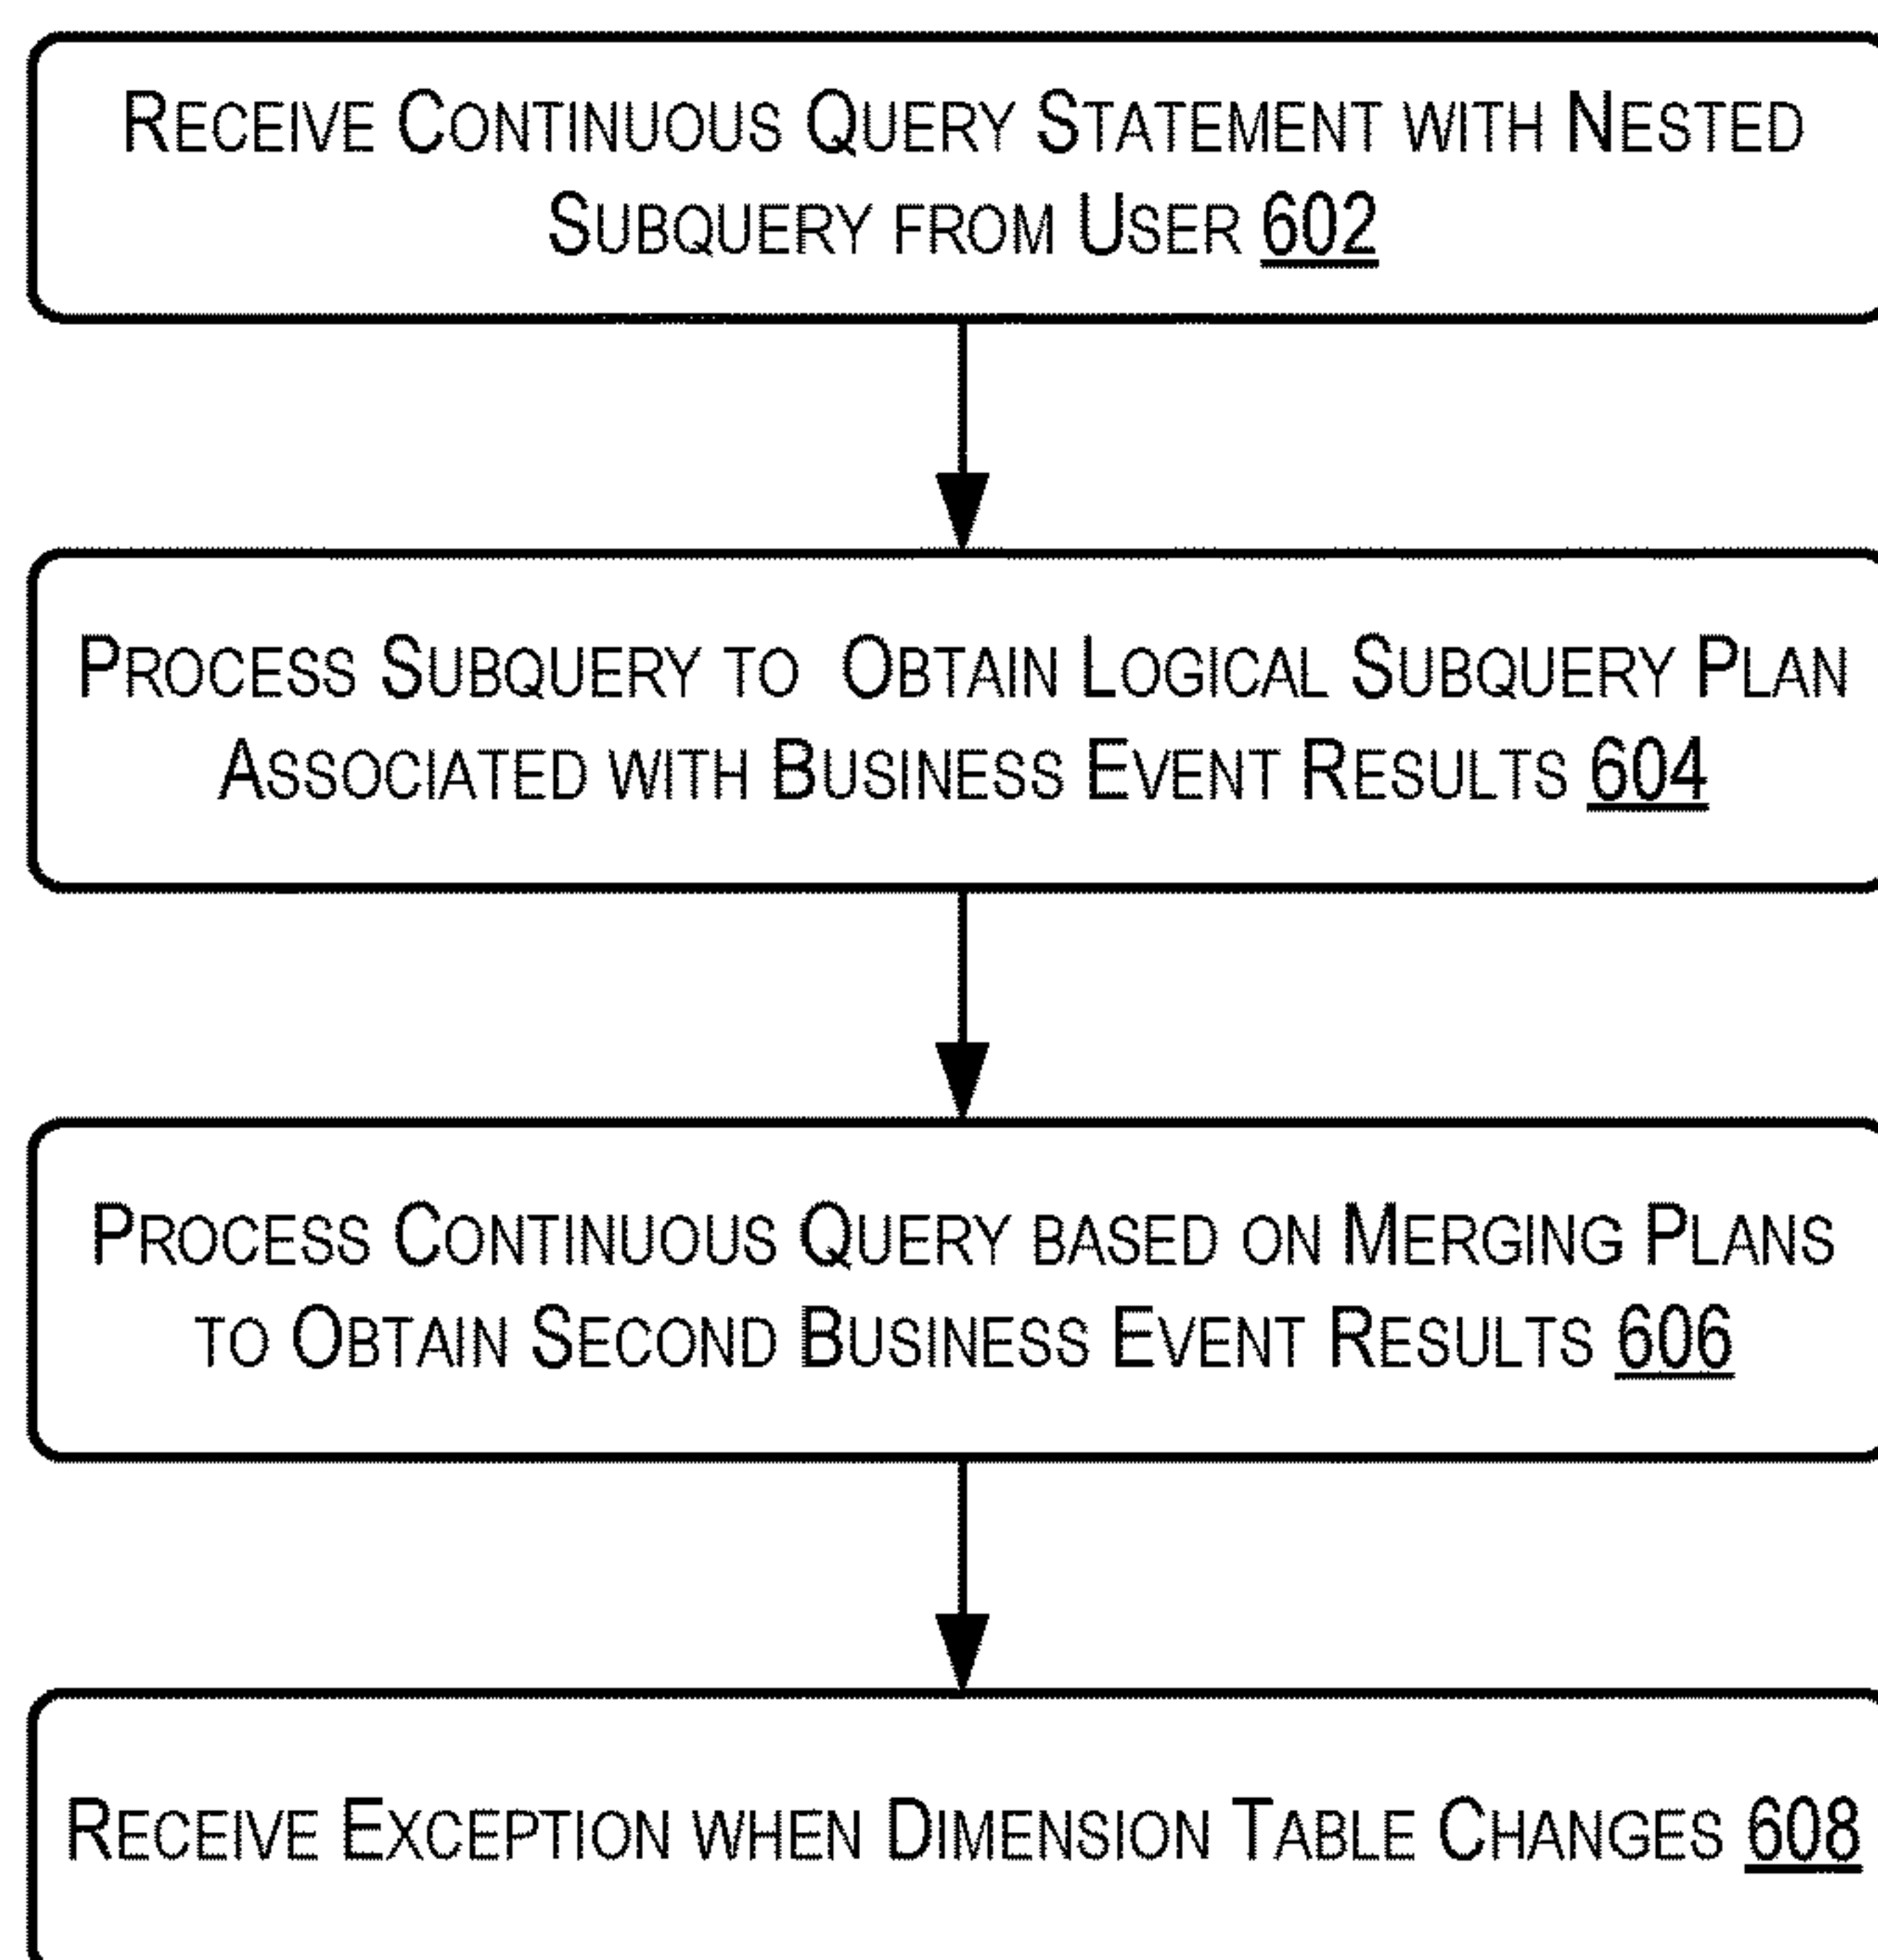 RECEIVE CONTINUOUS QUERY STATEMENT WITH NESTED
SUBQUERY FROM USER 602
PROCESS SUBQUERY TO OBTAIN LOGICAL SUBQUERY PLAN
ASSOCIATED WITH BUSINESS EVENT RESULTS 604
PROCESS CONTINUOUS QUERY BASED ON MERGING PLANS
TO OBTAIN SECOND BUSINESS EVENT RESULTS 606
RECEIVE EXCEPTION WHEN DIMENSION TABLE CHANGES 608